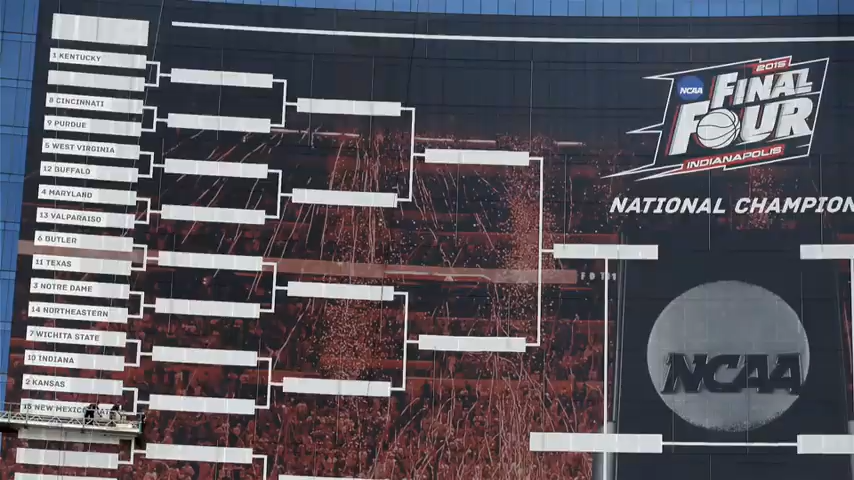 1 KENTUCKY
8 CINCINNATI
9 PURDUE
5 WEST VIRGINIA
12 BUFFALO
4 MARYLAND
13 VALPARAISO
6 BUTLER
11 TEXAS
3 NOTRE DAME
14 NORTHEASTERN
7 WICHITA STATE
10 INDIANA
2 KANSAS
15 NEW MEXICO
2015
NCAA
FINAL
FOUR
INDIANAPOLIS
NATIONAL CHAMPION
NCAA